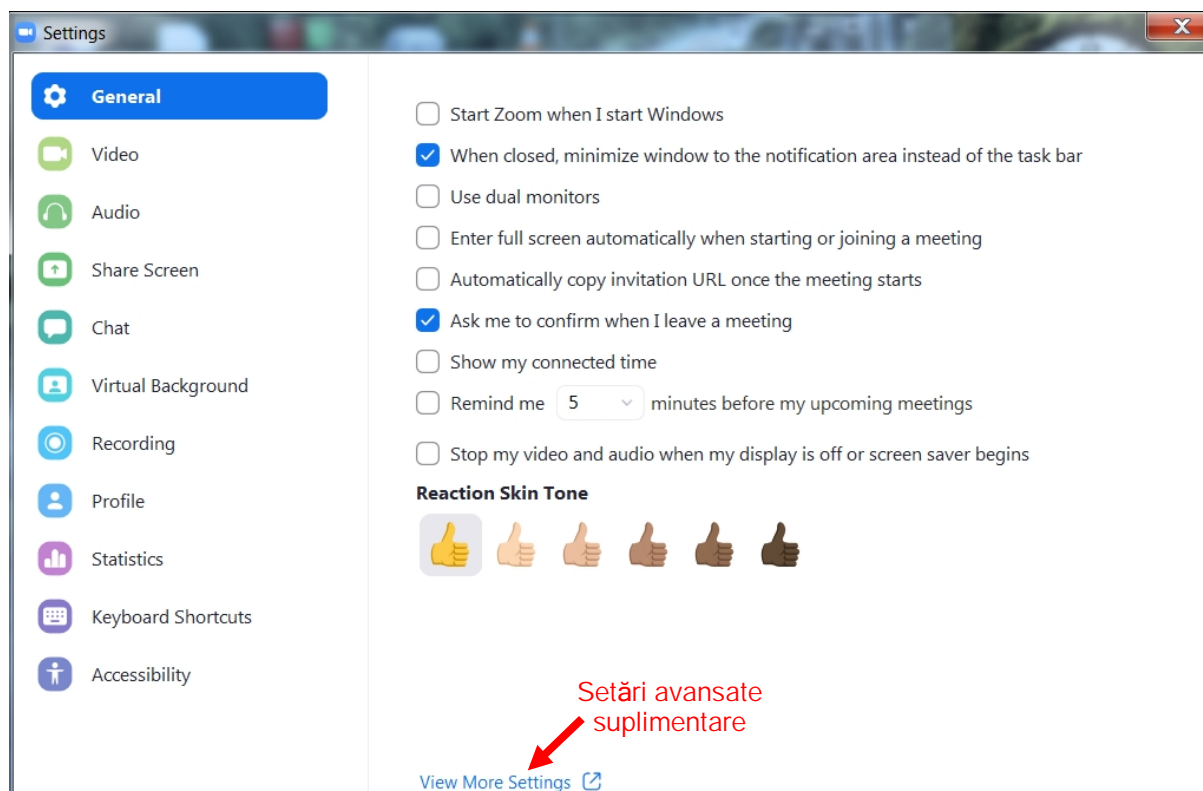 Settings
General
Video
Audio
Share Screen
Chat
Virtual Background
Recording
Profile
Statistics
Keyboard Shortcuts
Accessibility
Start Zoom when I start Windows
When closed, minimize window to the notification area instead of the task bar
Use dual monitors
Enter full screen automatically when starting or joining a meeting
Automatically copy invitation URL once the meeting starts
Ask me to confirm when I leave a meeting
Show my connected time
Remind me 5 minutes before my upcoming meetings
Stop my video and audio when my display is off or screen saver begins
Reaction Skin Tone
Setări avansate
suplimentare
View More Settings